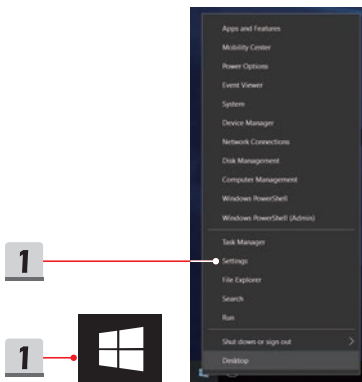 Apps and Features
Mobility Center
Power Options
Event Viewer
System
Device Manager
Network Connections
Disk Management
Computer Management
Windows PowerShell
Windows PowerShell (Admin)
Task Manager
1 Settings
File Explorer
Search
Run
Shut down or sign out
1
Desktop